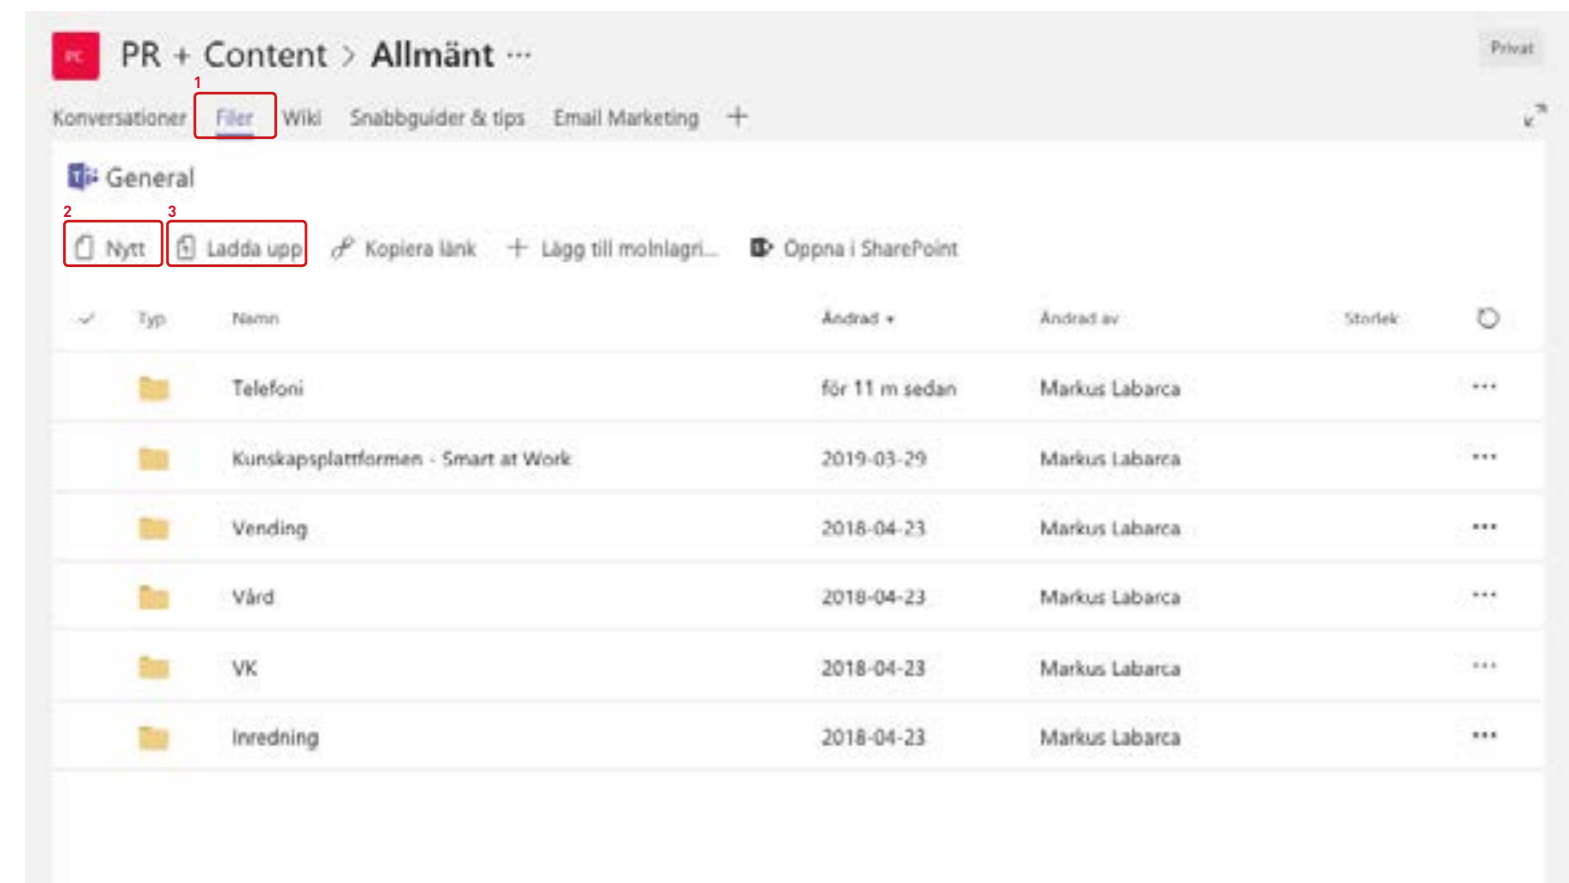 PC PR + Content > Allmänt ... Privat
1
Konversationer Filer Wiki Snabbguider & tips Email Marketing +
General
2 3
Nytt Ladda upp Kopiera länk + Lägg till molnlagri... Öppna i SharePoint
Typ Namn Ändrad Ändrad av Storlek
Telefoni för 11 m sedan Markus Labarca ...
Kunskapsplattformen - Smart at Work 2019-03-29 Markus Labarca ...
Vending 2018-04-23 Markus Labarca ...
Vård 2018-04-23 Markus Labarca ...
VK 2018-04-23 Markus Labarca ...
Inredning 2018-04-23 Markus Labarca ...